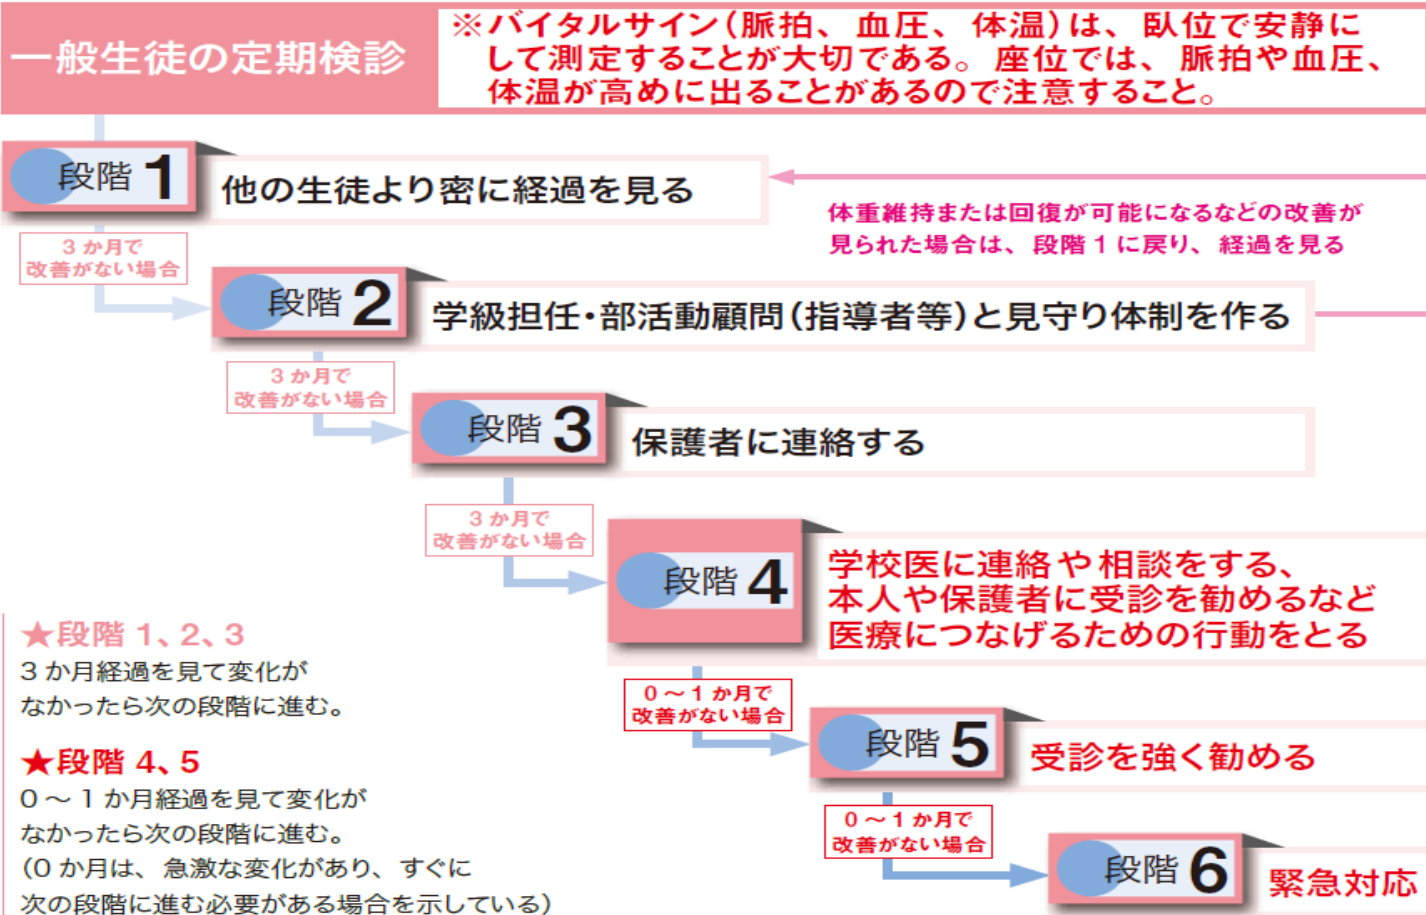 一般生徒の定期検診
※バイタルサイン(脈拍、血圧、体温)は、臥位で安静に
して測定することが大切である。座位では、脈拍や血圧、
体温が高めに出ることがあるので注意すること。
段階 1
他の生徒より密に経過を見る
体重維持または回復が可能になるなどの改善が
見られた場合は、段階 1 に戻り、経過を見る
3 か月で
改善がない場合
段階 2
学級担任・部活動顧問(指導者等)と見守り体制を作る
3 か月で
改善がない場合
段階 3
保護者に連絡する
3 か月で
改善がない場合
段階 4
学校医に連絡や相談をする、
本人や保護者に受診を勧めるなど
医療につなげるための行動をとる
0 ~ 1 か月で
改善がない場合
段階 5
受診を強く勧める
0 ~ 1 か月で
改善がない場合
段階 6
緊急対応
★段階 1、2、3
3 か月経過を見て変化が
なかったら次の段階に進む。
★段階 4、5
0 ~ 1 か月経過を見て変化が
なかったら次の段階に進む。
(0 か月は、急激な変化があり、すぐに
次の段階に進む必要がある場合を示している)